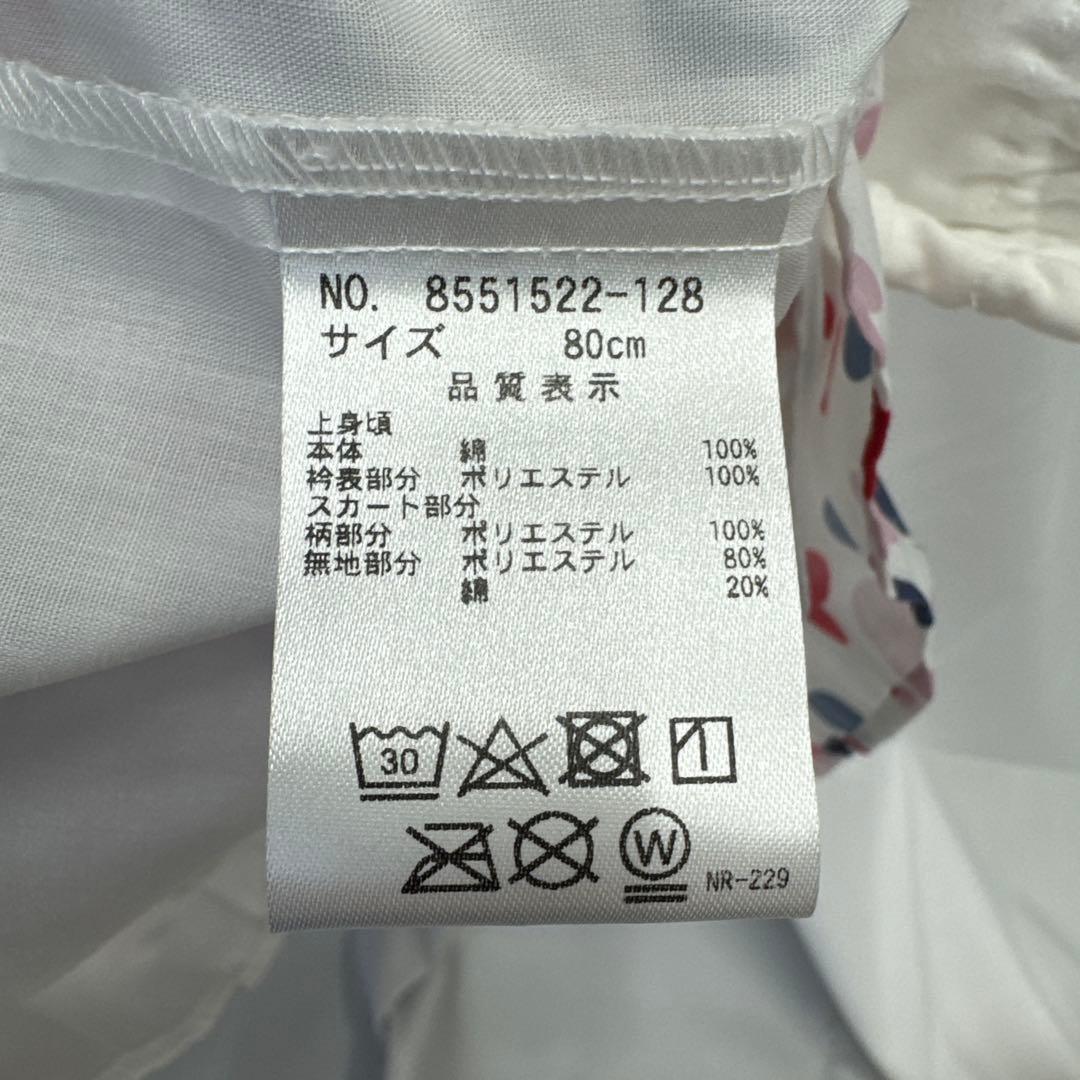 NO. 8551522-128
サイズ 80cm
品質表示
上身頃
本体 綿 100%
衿表部分 ポリエステル 100%
スカート部分
柄部分 ポリエステル 100%
無地部分 ポリエステル 80%
綿 20%
30
W
NR-229